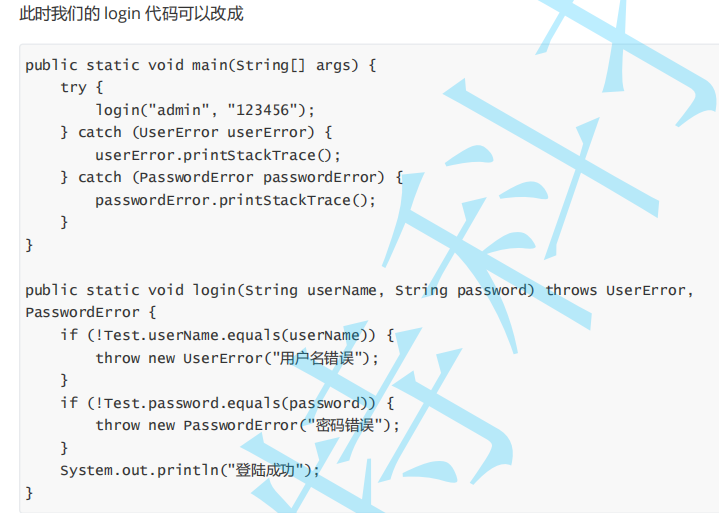 此时我们的 login 代码可以改成
public static void main(String[] args) {
    try {
        login("admin", "123456");
    } catch (UserError userError) {
        userError.printStackTrace();
    } catch (PasswordError passwordError) {
        passwordError.printStackTrace();
    }
}
public static void login(String userName, String password) throws UserError,
PasswordError {
    if (!Test.userName.equals(userName)) {
        throw new UserError("用户名错误");
    }
    if (!Test.password.equals(password)) {
        throw new PasswordError("密码错误");
    }
    System.out.println("登陆成功");
}